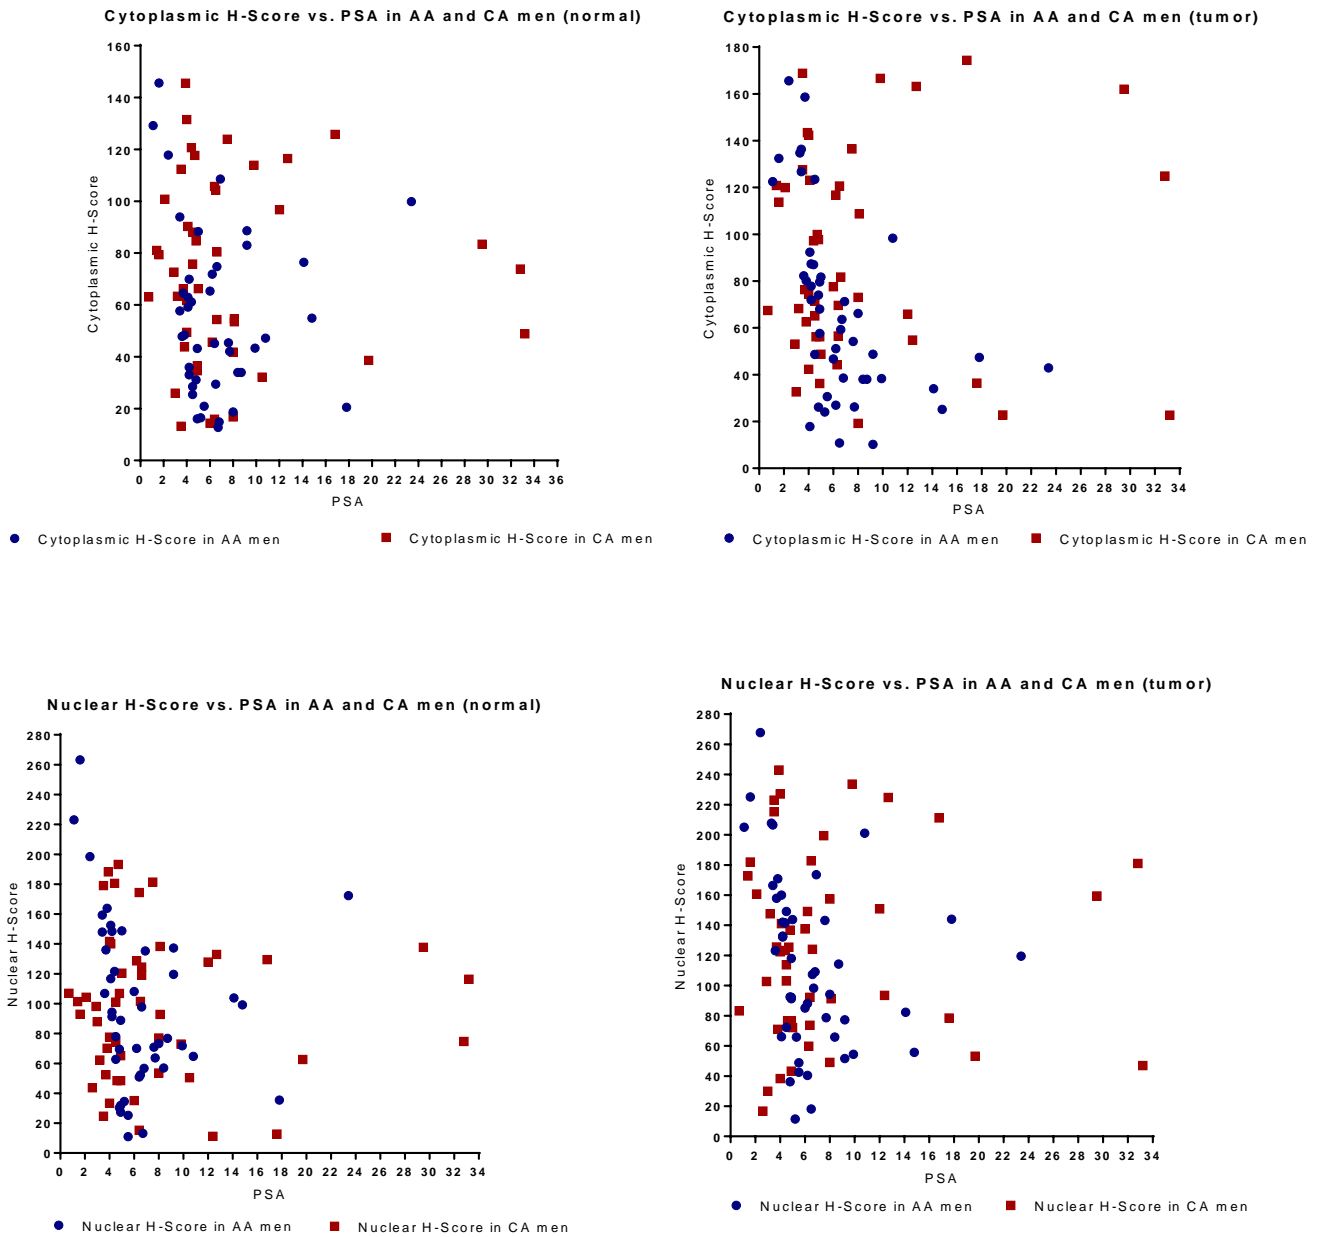 Cytoplasmic H-Score vs. PSA in AA and CA men (normal)
Cytoplasmic H-Score
160
140
120
100
80
60
40
20
0
0 2 4 6 8 10 12 14 16 18 20 22 24 26 28 30 32 34 36
PSA
Cytoplasmic H-Score in AA men
Cytoplasmic H-Score in CA men
Cytoplasmic H-Score vs. PSA in AA and CA men (tumor)
Cytoplasmic H-Score
180
160
140
120
100
80
60
40
20
0
0 2 4 6 8 10 12 14 16 18 20 22 24 26 28 30 32 34
PSA
Cytoplasmic H-Score in AA men
Cytoplasmic H-Score in CA men
Nuclear H-Score vs. PSA in AA and CA men (normal)
Nuclear H-Score
280
260
240
220
200
180
160
140
120
100
80
60
40
20
0
0 2 4 6 8 10 12 14 16 18 20 22 24 26 28 30 32 34
PSA
Nuclear H-Score in AA men
Nuclear H-Score in CA men
Nuclear H-Score vs. PSA in AA and CA men (tumor)
Nuclear H-Score
280
260
240
220
200
180
160
140
120
100
80
60
40
20
0
0 2 4 6 8 10 12 14 16 18 20 22 24 26 28 30 32 34
PSA
Nuclear H-Score in AA men
Nuclear H-Score in CA men